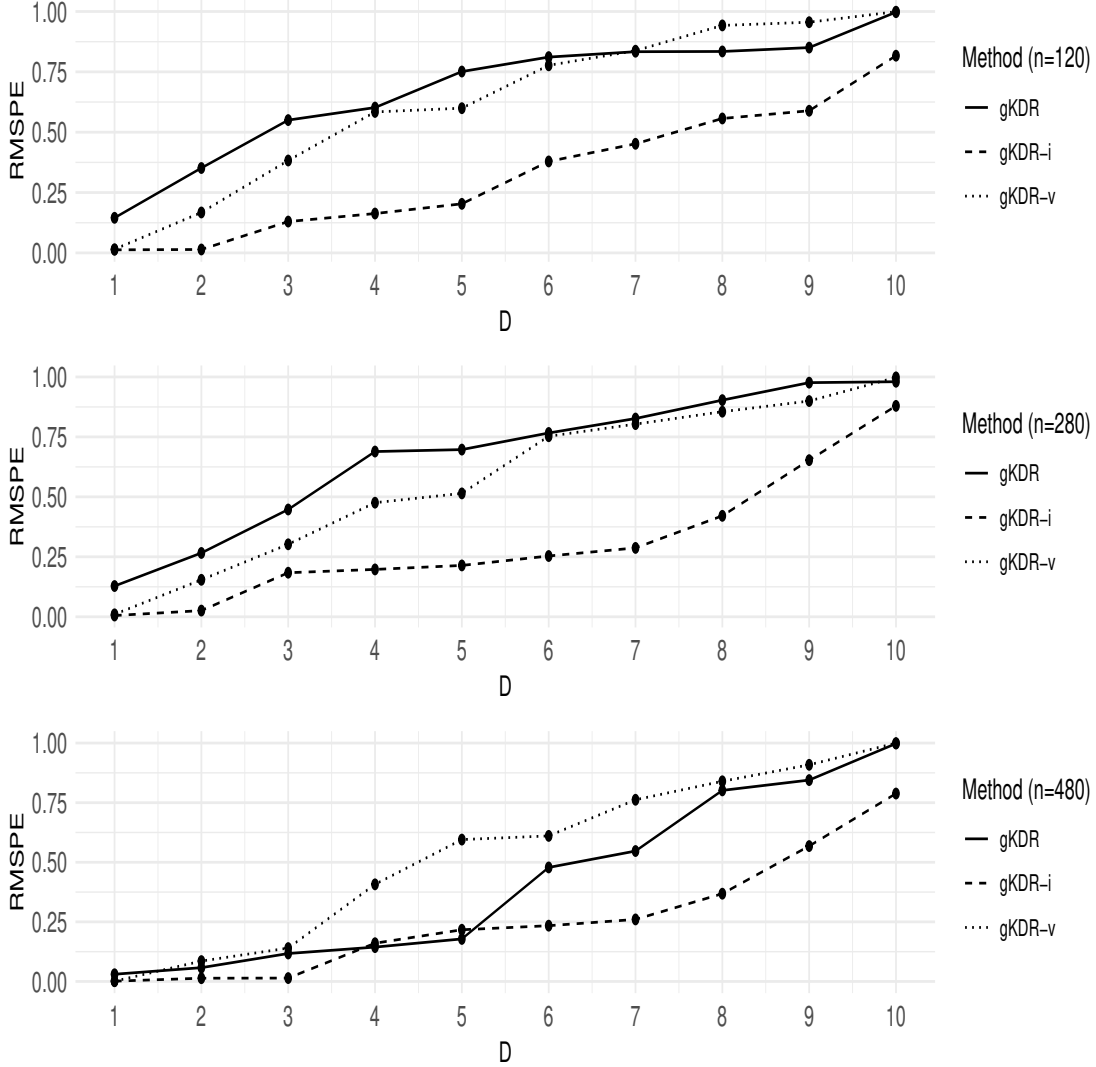 1.00
0.75
0.50
0.25
0.00
RMSPE
1 2 3 4 5 6 7 8 9 10
D
Method (n=120)
gKDR
gKDR−i
gKDR−v
1.00
0.75
0.50
0.25
0.00
RMSPE
1 2 3 4 5 6 7 8 9 10
D
Method (n=280)
gKDR
gKDR−i
gKDR−v
1.00
0.75
0.50
0.25
0.00
RMSPE
1 2 3 4 5 6 7 8 9 10
D
Method (n=480)
gKDR
gKDR−i
gKDR−v